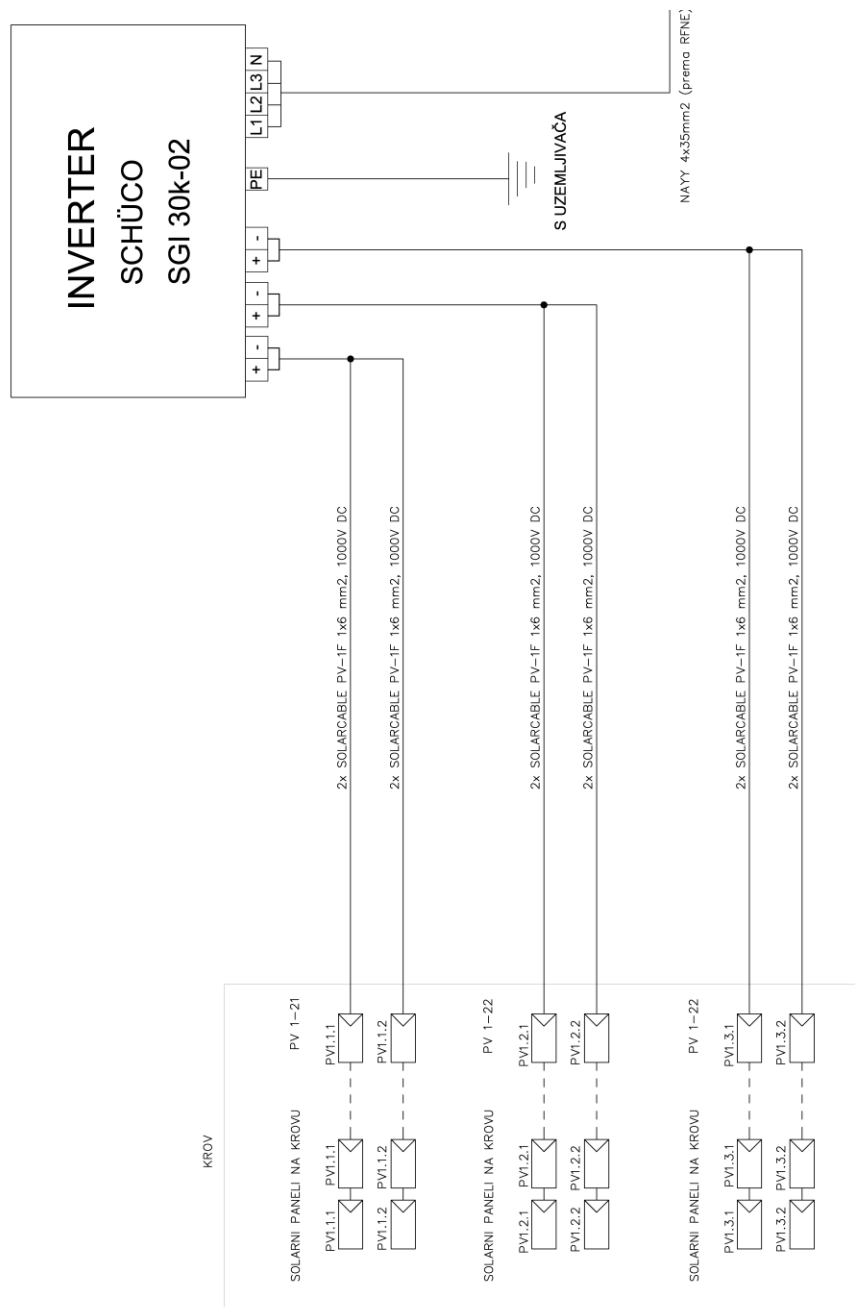 INVERTER
SCHÜCO
SGI 30k-02
L1 L2 L3 N
PE
+ -
+ -
+ -
S UZEMLJIVAČA
NAYY 4x35mm2 (prema RFNE)
2x SOLARCABLE PV-1F 1x6 mm2, 1000V DC
2x SOLARCABLE PV-1F 1x6 mm2, 1000V DC
2x SOLARCABLE PV-1F 1x6 mm2, 1000V DC
2x SOLARCABLE PV-1F 1x6 mm2, 1000V DC
2x SOLARCABLE PV-1F 1x6 mm2, 1000V DC
2x SOLARCABLE PV-1F 1x6 mm2, 1000V DC
KROV
SOLARNI PANELI NA KROVU
PV 1-21
PV1.1.1
PV1.1.1
PV1.1.1
PV1.1.2
PV1.1.2
PV1.1.2
SOLARNI PANELI NA KROVU
PV 1-22
PV1.2.1
PV1.2.1
PV1.2.1
PV1.2.2
PV1.2.2
PV1.2.2
SOLARNI PANELI NA KROVU
PV 1-22
PV1.3.1
PV1.3.1
PV1.3.1
PV1.3.2
PV1.3.2
PV1.3.2